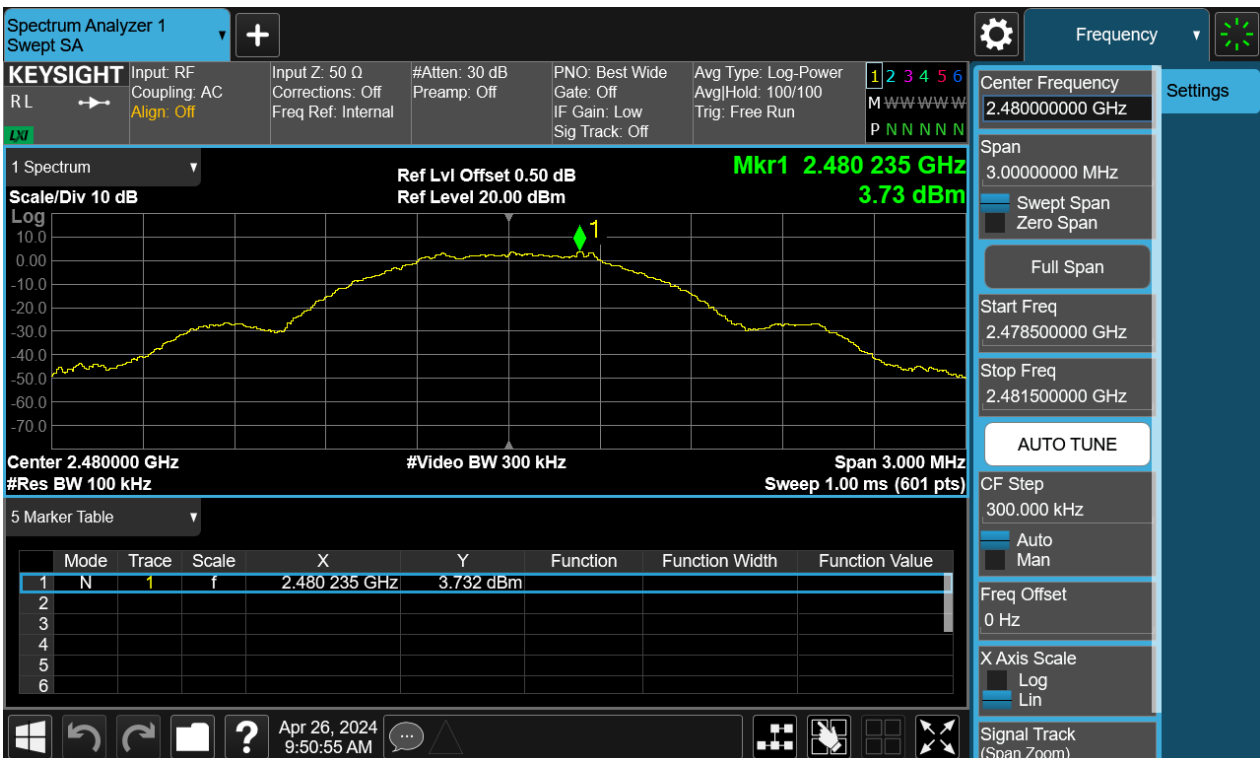 Spectrum Analyzer 1
Swept SA
Frequency
KEYSIGHT
R L
LXI
Input: RF
Coupling: AC
Align: Off
Input Z: 50 Ω
Corrections: Off
Freq Ref: Internal
#Atten: 30 dB
Preamp: Off
PNO: Best Wide
Gate: Off
IF Gain: Low
Sig Track: Off
Avg Type: Log-Power
Avg|Hold: 100/100
Trig: Free Run
1 2 3 4 5 6
M W W W W W
P N N N N N
1 Spectrum
Scale/Div 10 dB
Ref Lvl Offset 0.50 dB
Ref Level 20.00 dBm
Mkr1 2.480 235 GHz
3.73 dBm
Log
10.0
0.00
-10.0
-20.0
-30.0
-40.0
-50.0
-60.0
-70.0
1
Center 2.480000 GHz
#Res BW 100 kHz
#Video BW 300 kHz
Span 3.000 MHz
Sweep 1.00 ms (601 pts)
5 Marker Table
Mode Trace Scale X Y Function Function Width Function Value
1 N 1 f 2.480 235 GHz 3.732 dBm
2
3
4
5
6
Apr 26, 2024
9:50:55 AM
Center Frequency
2.480000000 GHz
Settings
Span
3.00000000 MHz
Swept Span
Zero Span
Full Span
Start Freq
2.478500000 GHz
Stop Freq
2.481500000 GHz
AUTO TUNE
CF Step
300.000 kHz
Auto
Man
Freq Offset
0 Hz
X Axis Scale
Log
Lin
Signal Track
(Span Zoom)